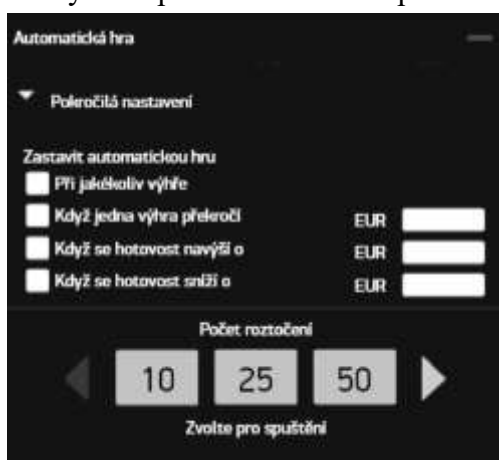 Automatická hra
Pokročilá nastavení
Zastavit automatickou hru
Při jakékoliv výhře
Když jedna výhra překročí EUR
Když se hotovost navýší o EUR
Když se hotovost sníží o EUR
Počet roztočení
10 25 50
Zvolte pro spuštění